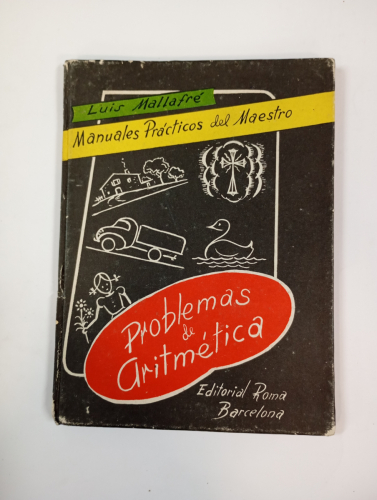 Luis Mallafré
Manuales Prácticos del Maestro
Problemas
de
aritmética
Editorial Roma
Barcelona